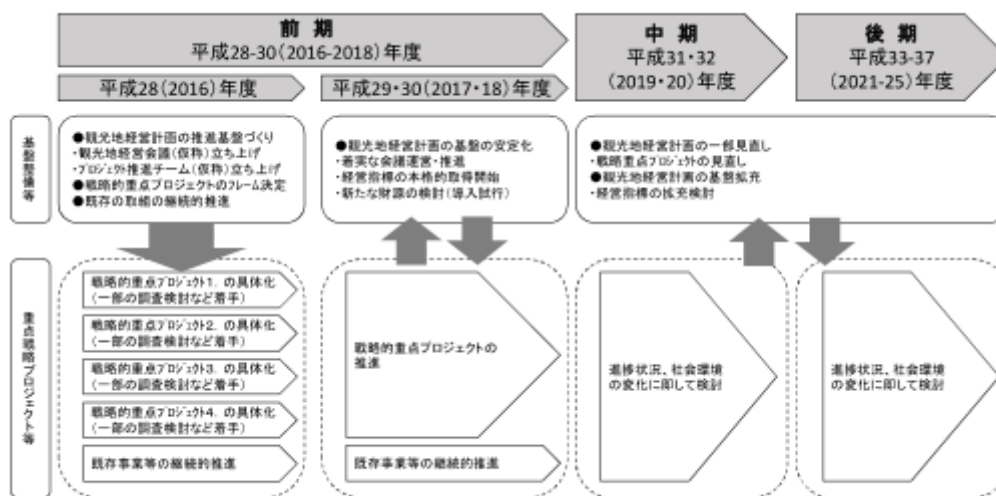 前 期
平成28-30(2016-2018)年度
中 期
平成31・32
(2019・20)年度
後 期
平成33-37
(2021-25)年度
平成28(2016)年度
平成29・30(2017・18)年度
基盤整備等
●観光地経営計画の推進基盤づくり
・観光地経営会議(仮称)立ち上げ
・プロジェクト推進チーム(仮称)立ち上げ
●戦略的重点プロジェクトのフレーム決定
●既存の取組の継続的推進
●観光地経営計画の基盤の安定化
・着実な会議運営・推進
・経営指標の本格的取得開始
・新たな財源の検討(導入試行)
●観光地経営計画の一部見直し
・戦略重点プロジェクトの見直し
●観光地経営計画の基盤拡充
・経営指標の拡充検討
重点戦略プロジェクト等
戦略的重点プロジェクト1.の具体化
(一部の調査検討など着手)
戦略的重点プロジェクト2.の具体化
(一部の調査検討など着手)
戦略的重点プロジェクト3.の具体化
(一部の調査検討など着手)
戦略的重点プロジェクト4.の具体化
(一部の調査検討など着手)
既存事業等の継続的推進
戦略的重点プロジェクトの
推進
既存事業等の継続的推進
進捗状況、社会環境
の変化に即して検討
進捗状況、社会環境
の変化に即して検討